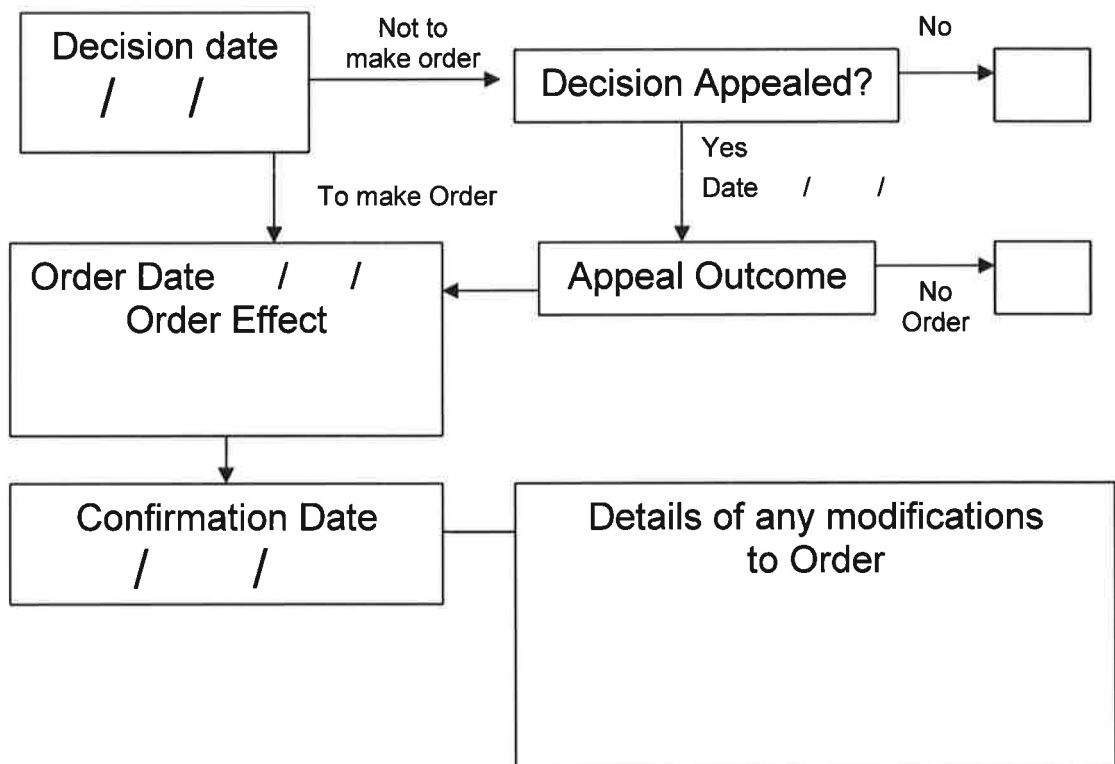 Decision date
/ /
Not to
make order
Decision Appealed?
No
To make Order
Yes
Date / /
Order Date / /
Order Effect
Appeal Outcome
No
Order
Confirmation Date
/ /
Details of any modifications
to Order